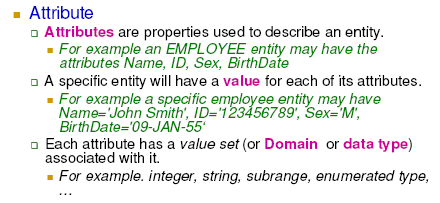 Attribute
Attributes are properties used to describe an entity.
For example an EMPLOYEE entity may have the
attributes Name, ID, Sex, BirthDate
A specific entity will have a value for each of its attributes.
For example a specific employee entity may have
Name='John Smith', ID='123456789', Sex='M',
BirthDate='09-JAN-55‘
Each attribute has a value set (or Domain or data type)
associated with it.
For example. integer, string, subrange, enumerated type,
…